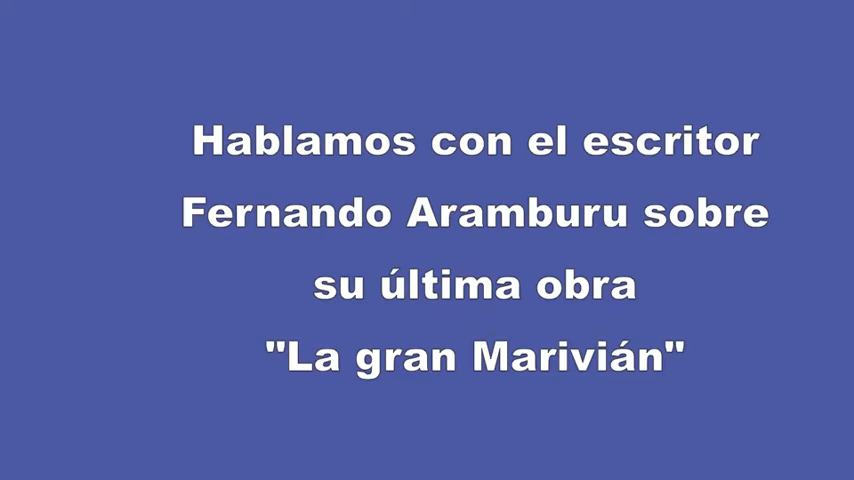 Hablamos con el escritor
Fernando Aramburu sobre
su última obra
"La gran Marivián"